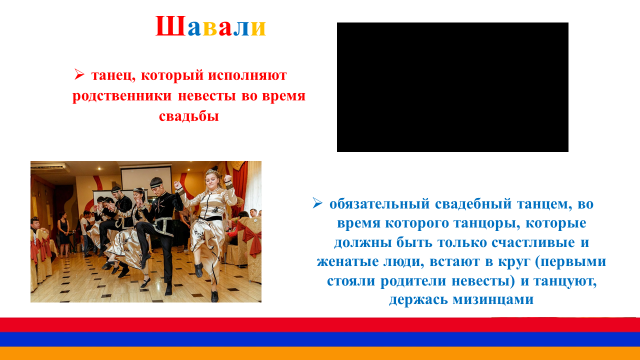 Шавали
➢ танец, который исполняют
родственники невесты во время
свадьбы
➢ обязательный свадебный танцем, во
время которого танцоры, которые
должны быть только счастливые и
женатые люди, встают в круг (первыми
стояли родители невесты) и танцуют,
держась мизинцами